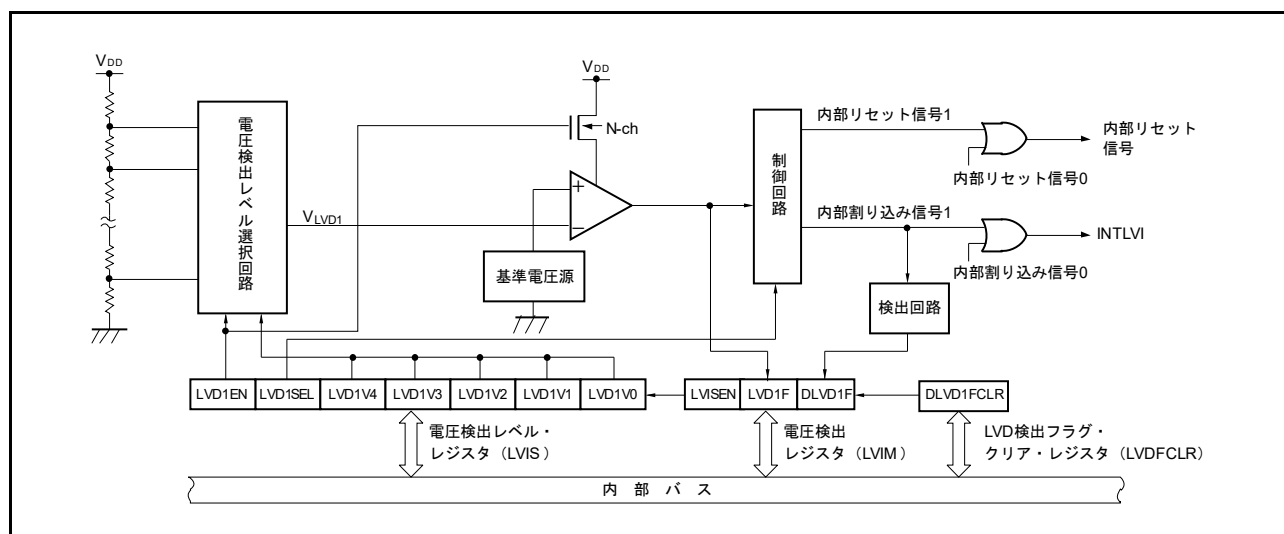 VDD
VDD
電圧検出レベル選択回路
N-ch
VLVD1
+
−
基準電圧源
制御回路
内部リセット信号1
内部リセット信号0
内部リセット
信号
内部割り込み信号1
内部割り込み信号0
INTLVI
検出回路
LVD1EN LVD1SEL LVD1V4 LVD1V3 LVD1V2 LVD1V1 LVD1V0
LVISEN LVD1F DLVD1F
DLVD1FCLR
電圧検出レベル・
レジスタ（LVIS）
電圧検出
レジスタ（LVIM）
LVD検出フラグ・
クリア・レジスタ（LVDFCLR）
内 部 バ ス